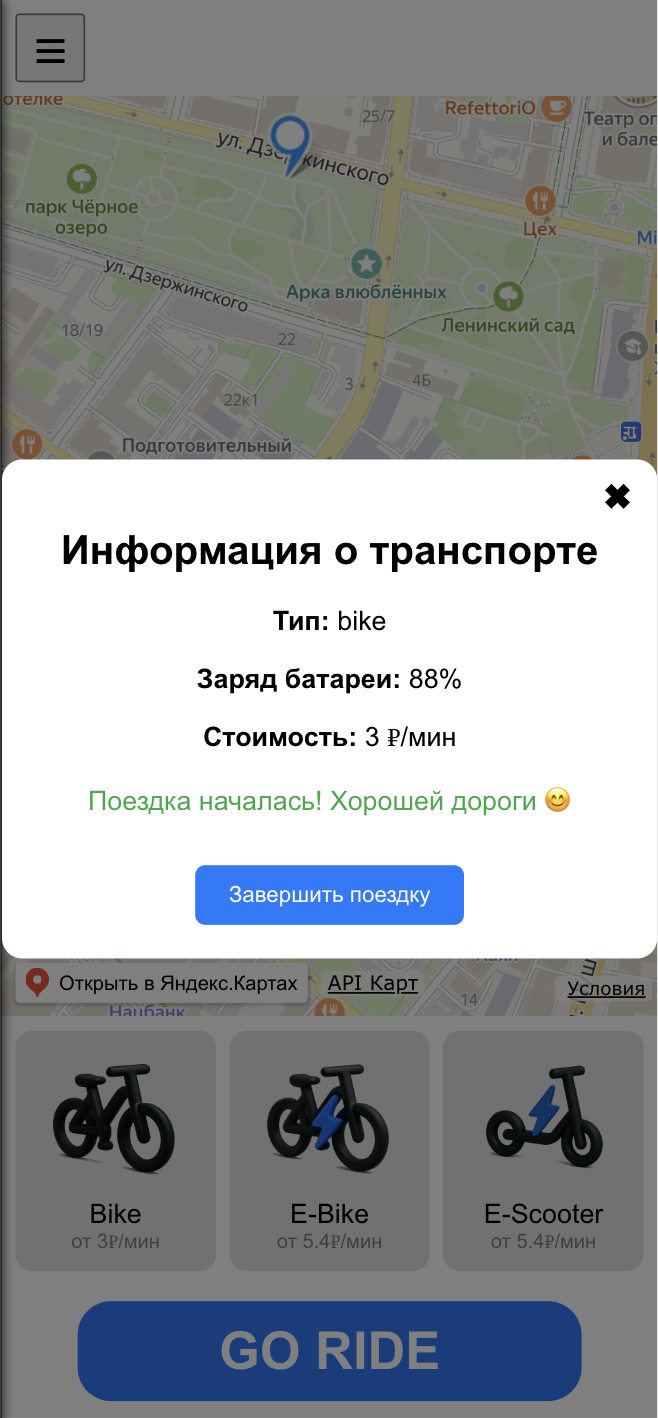 отелке
RefettoriO
25/7
Театр оп
и бале
ул. Дзержинского
парк Чёрное
озеро
Цех
Mi
ул. Дзержинского
Арка влюблённых
Ленинский сад
18/19
22
3
4Б
22к1
Подготовительный
✖
Информация о транспорте
Тип: bike
Заряд батареи: 88%
Стоимость: 3 ₽/мин
Поездка началась! Хорошей дороги 😊
Завершить поездку
Открыть в Яндекс.Картах
API Карт
14
Условия
Нацбанк
Bike
от 3₽/мин
E-Bike
от 5.4₽/мин
E-Scooter
от 5.4₽/мин
GO RIDE